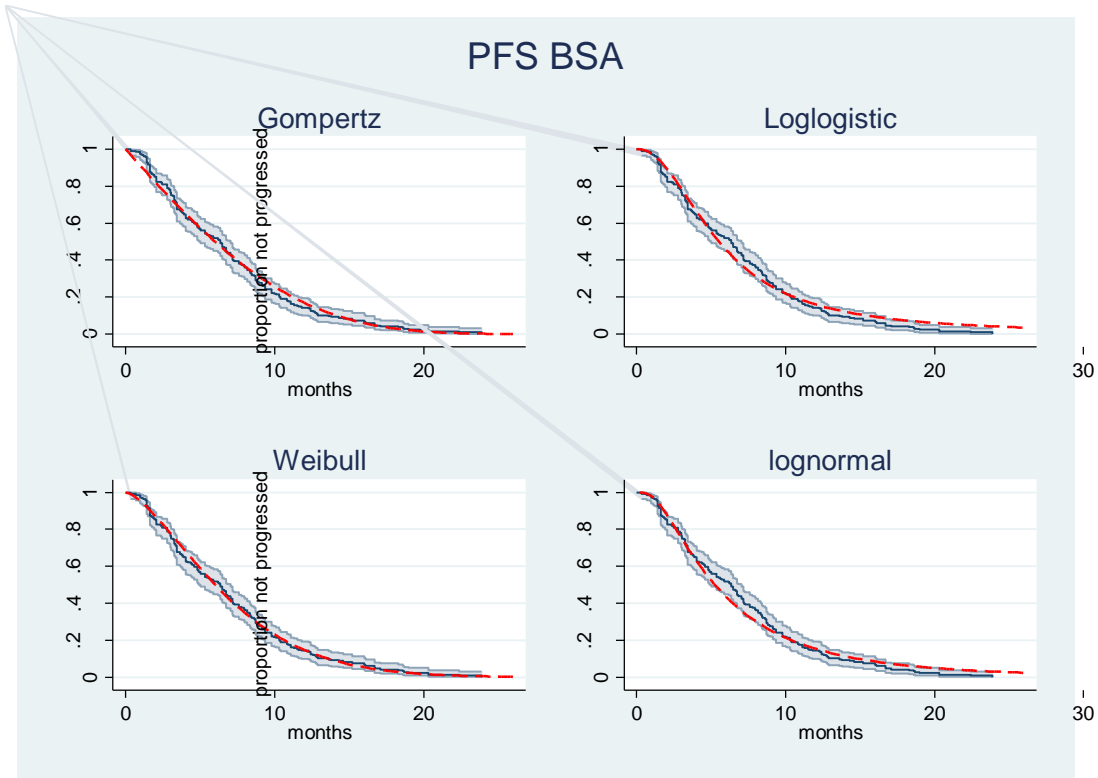 PFS BSA
Gompertz
proportion not progressed
1
.8
.6
.4
.2
0
0 10 20
months
Loglogistic
1
.8
.6
.4
.2
0
0 10 20 30
months
Weibull
proportion not progressed
1
.8
.6
.4
.2
0
0 10 20
months
lognormal
1
.8
.6
.4
.2
0
0 10 20 30
months